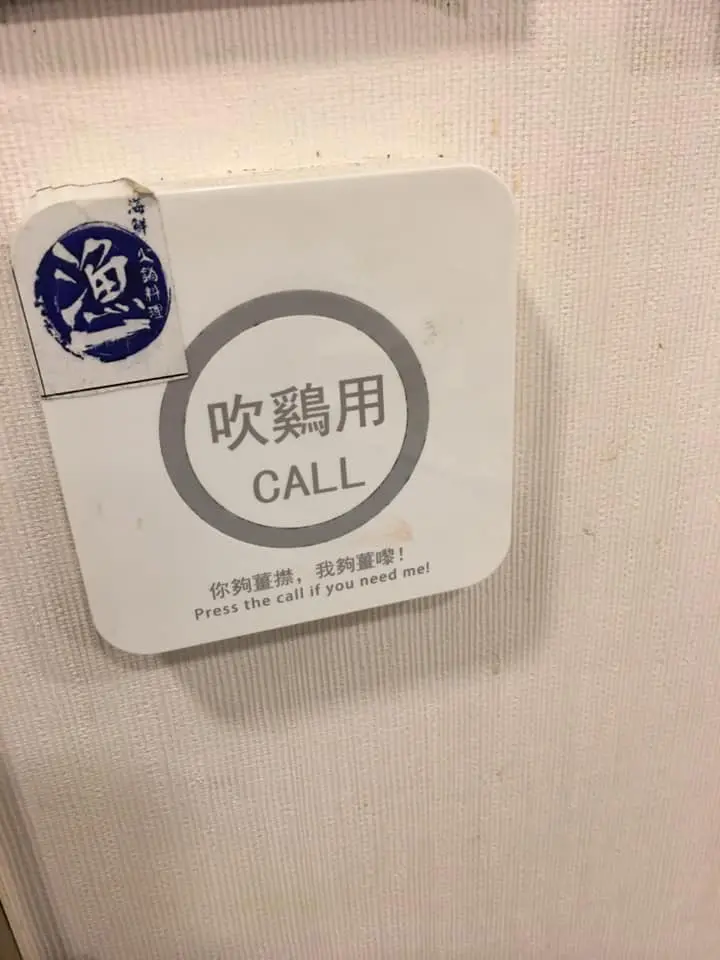 海鮮
火鍋料理
漁
吹鷄用
CALL
你夠薑撳，我夠薑嚟！
Press the call if you need me!